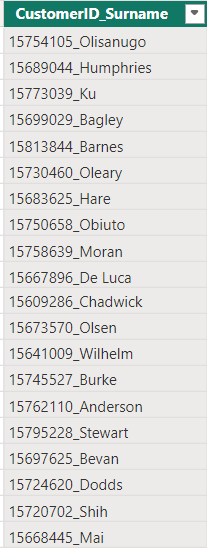 CustomerID_Surname
15754105_Olisanugo
15689044_Humphries
15773039_Ku
15699029_Bagley
15813844_Barnes
15730460_Oleary
15683625_Hare
15750658_Obiuto
15758639_Moran
15667896_De Luca
15609286_Chadwick
15673570_Olsen
15641009_Wilhelm
15745527_Burke
15762110_Anderson
15795228_Stewart
15697625_Bevan
15724620_Dodds
15720702_Shih
15668445_Mai